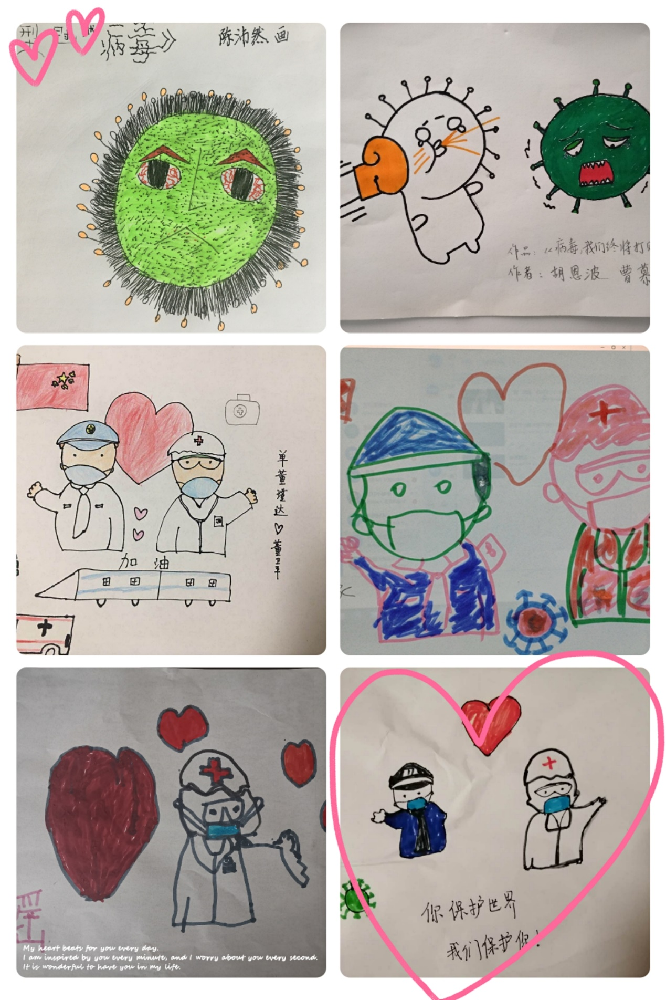 病毒》
陈沛然 画
作品：《病毒,我们终将打
作者：胡恩波 曹慕
单董瑾达♡董卫平
加油
你保护世界
我们保护你！
My heart beats for you every day.
I am inspired by you every minute, and I worry about you every second.
It is wonderful to have you in my life.